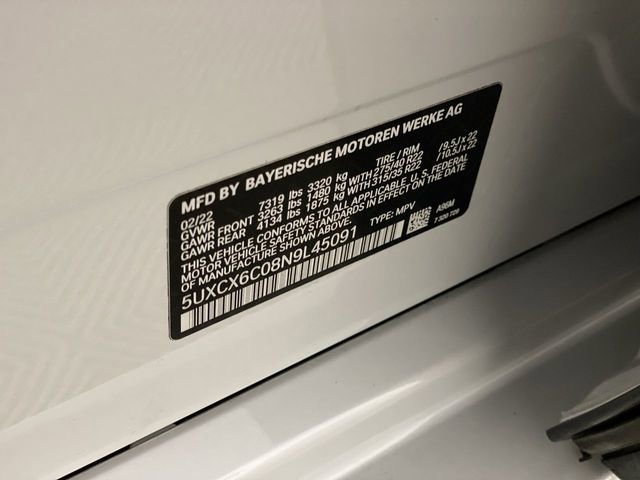 MFD BY BAYERISCHE MOTOREN WERKE AG
02/22 TIRE / RIM
GVWR 7319 lbs 3320 kg
GAWR FRONT 3263 lbs 1480 kg WITH 275/40 R22 /9.5J x 22
GAWR REAR 4134 lbs 1875 kg WITH 315/35 R22 /10.5J x 22
THIS VEHICLE CONFORMS TO ALL APPLICABLE U. S. FEDERAL
MOTOR VEHICLE SAFETY STANDARDS IN EFFECT ON THE DATE
OF MANUFACTURE SHOWN ABOVE.
5UXCX6C08N9L45091 TYPE: MPV A96M
7 320 728